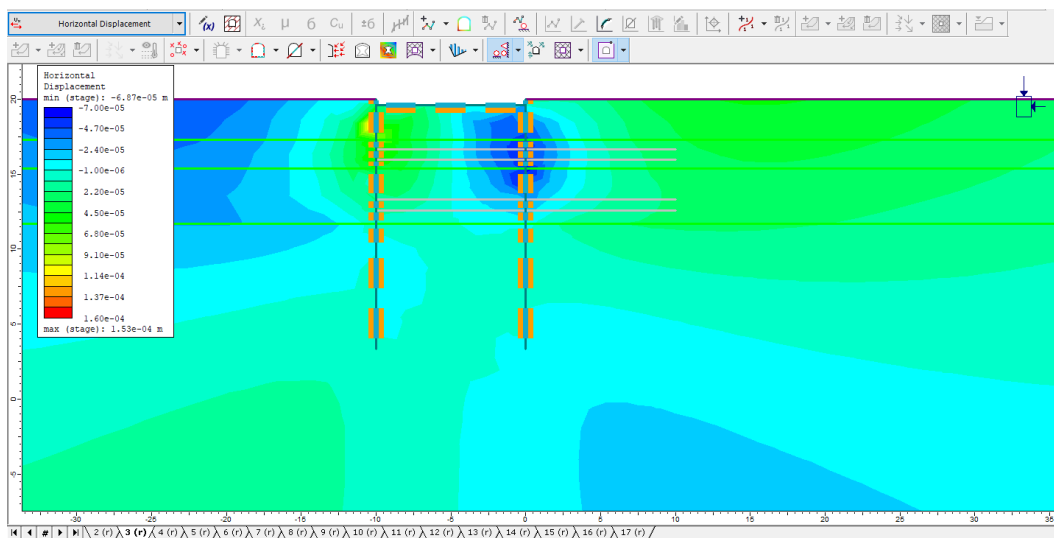 Horizontal Displacement
Horizontal
Displacement
min (stage): -6.87e-05 m
-7.00e-05
-4.70e-05
-2.40e-05
-1.00e-06
2.20e-05
4.50e-05
6.80e-05
9.10e-05
1.14e-04
1.37e-04
1.60e-04
max (stage): 1.53e-04 m
20
15
10
5
0
-5
-30 -25 -20 -15 -10 -5 0 5 10 15 20 25 30 35
# 2 (r) 3 (r) 4 (r) 5 (r) 6 (r) 7 (r) 8 (r) 9 (r) 10 (r) 11 (r) 12 (r) 13 (r) 14 (r) 15 (r) 16 (r) 17 (r)